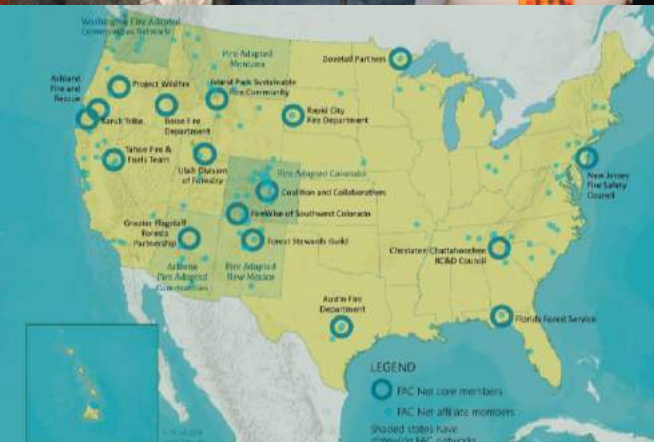 Washington Fire Adapted
Communities Network
Fire Adapted
Montana
Dovetail Partners
Ashland
Fire and
Rescue
Project Wildfire
Island Park Sustainable
Fire Community
Karuk Tribe
Boise Fire
Department
Rapid City
Fire Department
Tahoe Fire &
Fuels Team
Utah Division
of Forestry
Fire Adapted Colorado
Coalition and Collaboratives
New Jersey
Fire Safety
Council
FireWise of Southwest Colorado
Greater Flagstaff
Forests
Partnership
Forest Stewards Guild
Chestatee-Chattahoochee
RC&D Council
Arizona
Fire Adapted
Communities
Fire Adapted
New Mexico
Austin Fire
Department
Florida Forest Service
LEGEND
FAC Net core members
FAC Net affiliate members
Shaded states have
statewide FAC networks